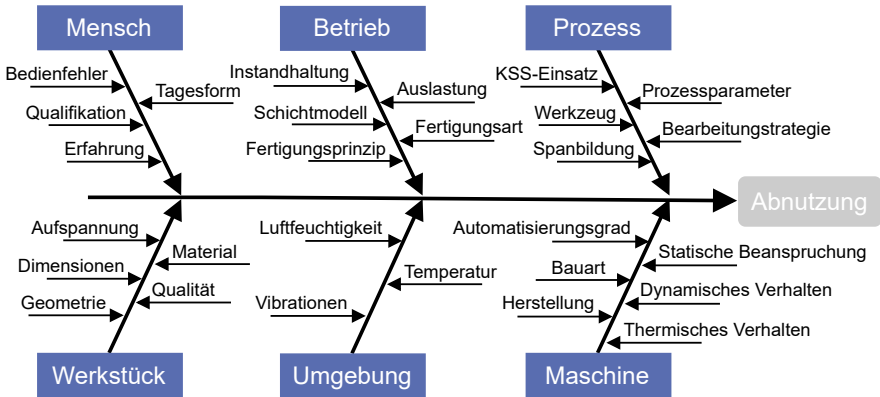 Mensch
Betrieb
Prozess
Bedienfehler
Tagesform
Qualifikation
Erfahrung
Instandhaltung
Auslastung
Schichtmodell
Fertigungsart
Fertigungsprinzip
KSS-Einsatz
Prozessparameter
Werkzeug
Bearbeitungstrategie
Spanbildung
Abnutzung
Aufspannung
Material
Dimensionen
Qualität
Geometrie
Luftfeuchtigkeit
Temperatur
Vibrationen
Automatisierungsgrad
Statische Beanspruchung
Bauart
Dynamisches Verhalten
Herstellung
Thermisches Verhalten
Werkstück
Umgebung
Maschine